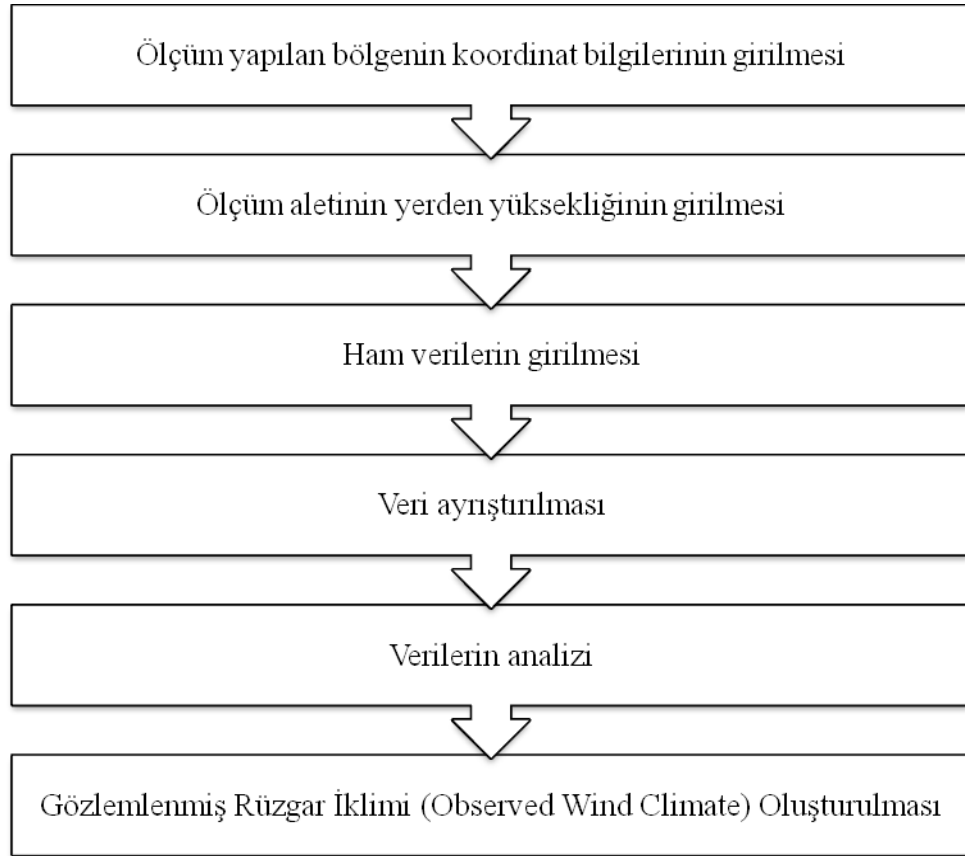 Ölçüm yapılan bölgenin koordinat bilgilerinin girilmesi
Ölçüm aletinin yerden yüksekliğinin girilmesi
Ham verilerin girilmesi
Veri ayrıştırılması
Verilerin analizi
Gözlemlenmiş Rüzgar İklimi (Observed Wind Climate) Oluşturulması